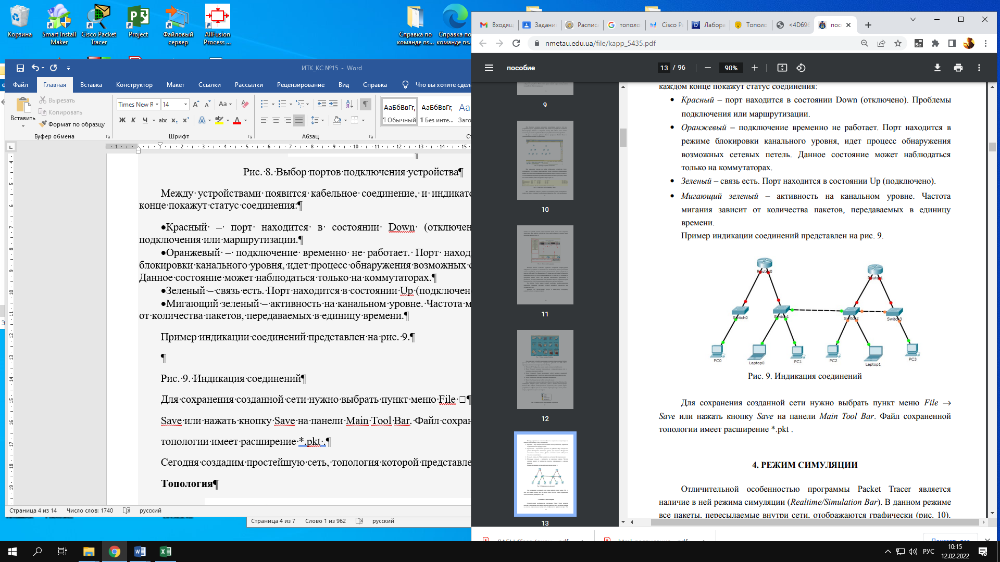 Корзина
Smart Install Maker
Cisco Packet Tracer
Project
Файловый сервер
AllFusion Process ...
Справка по команде ns...
Справка по команде ns...
ИТК_КС №15 - Word
Файл Главная Вставка Конструктор Макет Ссылки Рассылки Рецензирование Вид Справка Что вы хотите сдел
Вставить
Вырезать
Копировать
Формат по образцу
Буфер обмена
Times New R 14
Шрифт
Абзац
АаБбВвГг, АаБбВвГг,
¶ Обычный ¶ Без инте... Заго
Рис. 8. Выбор портов подключения устройства¶
Между устройствами появится кабельное соединение, и индикато
конце покажут статус соединения:¶
•Красный – порт находится в состоянии Down (отключен
подключения или маршрутизации.¶
•Оранжевый – подключение временно не работает. Порт наход
блокировки канального уровня, идет процесс обнаружения возможных с
Данное состояние может наблюдаться только на коммутаторах.¶
•Зеленый – связь есть. Порт находится в состоянии Up (подключен
•Мигающий зеленый – активность на канальном уровне. Частота м
от количества пакетов, передаваемых в единицу времени.¶
Пример индикации соединений представлен на рис. 9.¶
¶
Рис. 9. Индикация соединений¶
Для сохранения созданной сети нужно выбрать пункт меню File □¶
Save или нажать кнопку Save на панели Main Tool Bar. Файл сохран
топологии имеет расширение *.pkt .¶
Сегодня создадим простейшую сеть, топология которой представле
Топология¶
Страница 4 из 14 Число слов: 1740 русский
Страница 4 из 7 Слово 1 из 962 русский
Входящ Задани Расписа тополо Cisco Pa Лабора Тополо <4D696 пос
nmetau.edu.ua/file/kapp_5435.pdf
пособие
13 / 96
90%
9
10
11
12
13
каждом конце покажут статус соединения:
• Красный – порт находится в состоянии Down (отключено). Проблемы
подключения или маршрутизации.
• Оранжевый – подключение временно не работает. Порт находится в
режиме блокировки канального уровня, идет процесс обнаружения
возможных сетевых петель. Данное состояние может наблюдаться
только на коммутаторах.
• Зеленый – связь есть. Порт находится в состоянии Up (подключено).
• Мигающий зеленый – активность на канальном уровне. Частота
мигания зависит от количества пакетов, передаваемых в единицу
времени.
Пример индикации соединений представлен на рис. 9.
Router0
Router1
Switch0
Switch1
Switch2
Switch3
PC0
Laptop0
PC1
PC2
Laptop1
PC3
Рис. 9. Индикация соединений
Для сохранения созданной сети нужно выбрать пункт меню File →
Save или нажать кнопку Save на панели Main Tool Bar. Файл сохраненной
топологии имеет расширение *.pkt .
4. РЕЖИМ СИМУЛЯЦИИ
Отличительной особенностью программы Packet Tracer является
наличие в ней режима симуляции (Realtime/Simulation Bar). В данном режиме
все пакеты, пересылаемые внутри сети, отображаются графически (рис. 10).
Показать все
РУС
10:15
12.02.2022